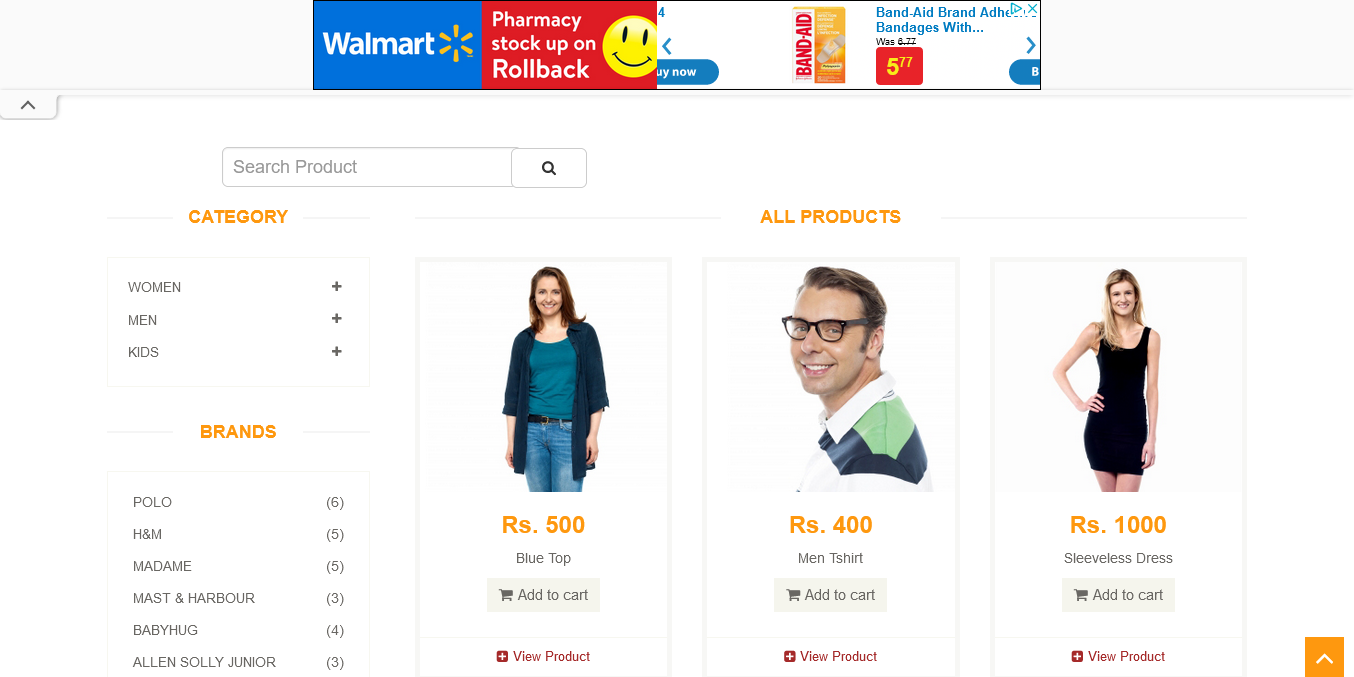 Walmart
Pharmacy
stock up on
Rollback
4
uy now
BAND-AID
Band-Aid Brand
Bandages With...
Was 6.77
5⁷⁷
B
Search Product
CATEGORY
ALL PRODUCTS
WOMEN
MEN
KIDS
BRANDS
POLO (6)
H&M (5)
MADAME (5)
MAST & HARBOUR (3)
BABYHUG (4)
ALLEN SOLLY JUNIOR (3)
Rs. 500
Blue Top
Add to cart
View Product
Rs. 400
Men Tshirt
Add to cart
View Product
Rs. 1000
Sleeveless Dress
Add to cart
View Product